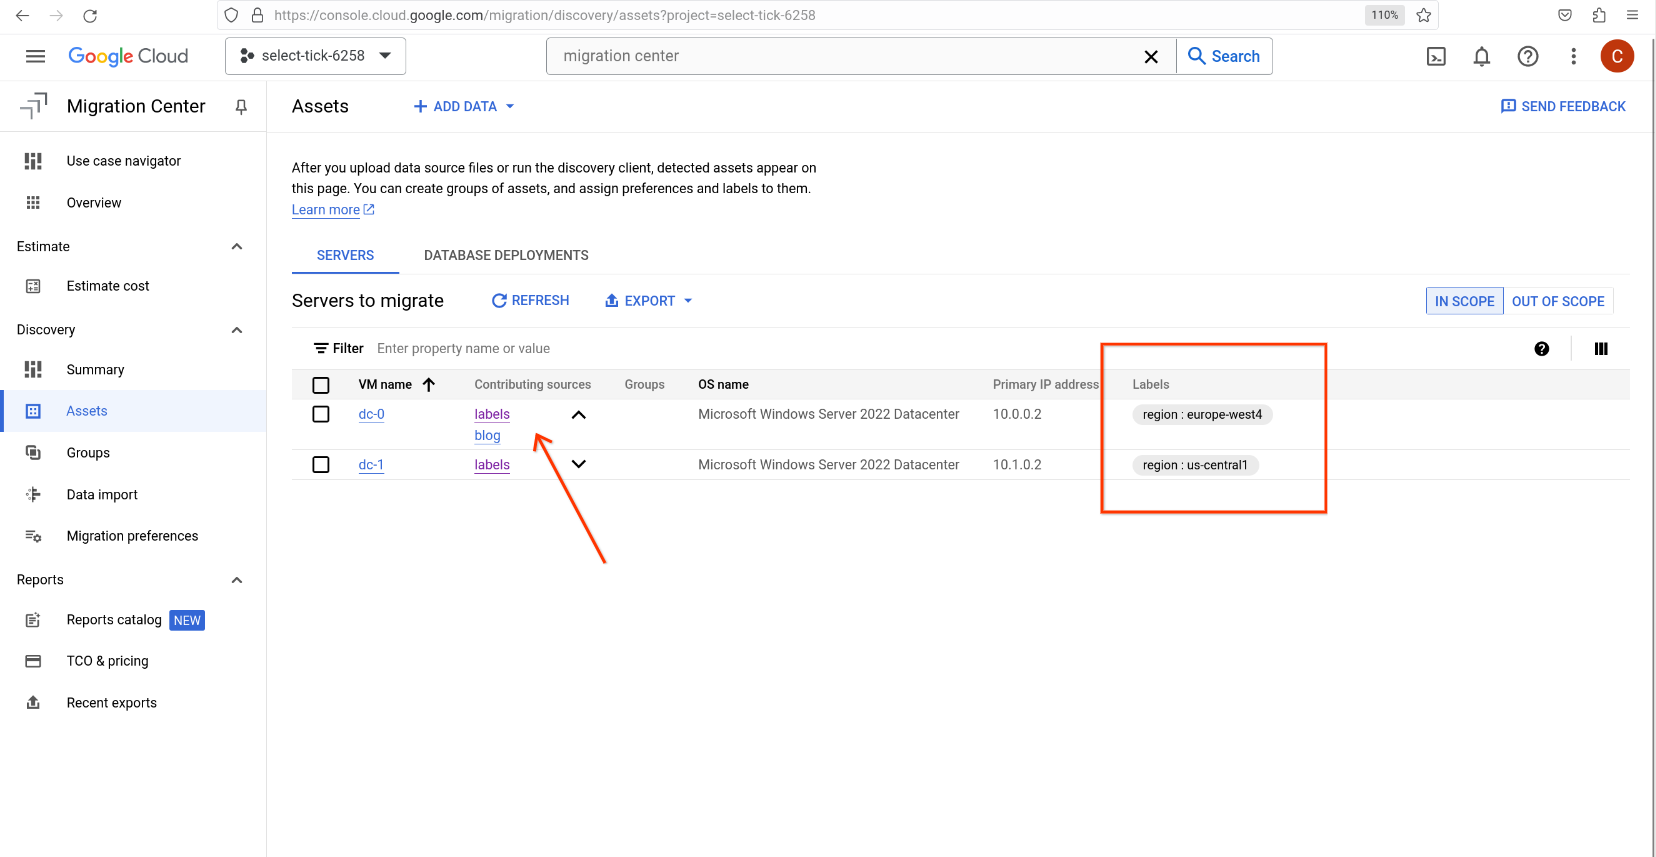 https://console.cloud.google.com/migration/discovery/assets?project=select-tick-6258
110%
Google Cloud
select-tick-6258
migration center
Search
C
Migration Center
Assets
ADD DATA
SEND FEEDBACK
Use case navigator
Overview
Estimate
Estimate cost
Discovery
Summary
Assets
Groups
Data import
Migration preferences
Reports
Reports catalog NEW
TCO & pricing
Recent exports
After you upload data source files or run the discovery client, detected assets appear on
this page. You can create groups of assets, and assign preferences and labels to them.
Learn more
SERVERS DATABASE DEPLOYMENTS
Servers to migrate REFRESH EXPORT IN SCOPE OUT OF SCOPE
Filter Enter property name or value
VM name Contributing sources Groups OS name Primary IP address Labels
dc-0 labels Microsoft Windows Server 2022 Datacenter 10.0.0.2 region : europe-west4
blog
dc-1 labels Microsoft Windows Server 2022 Datacenter 10.1.0.2 region : us-central1